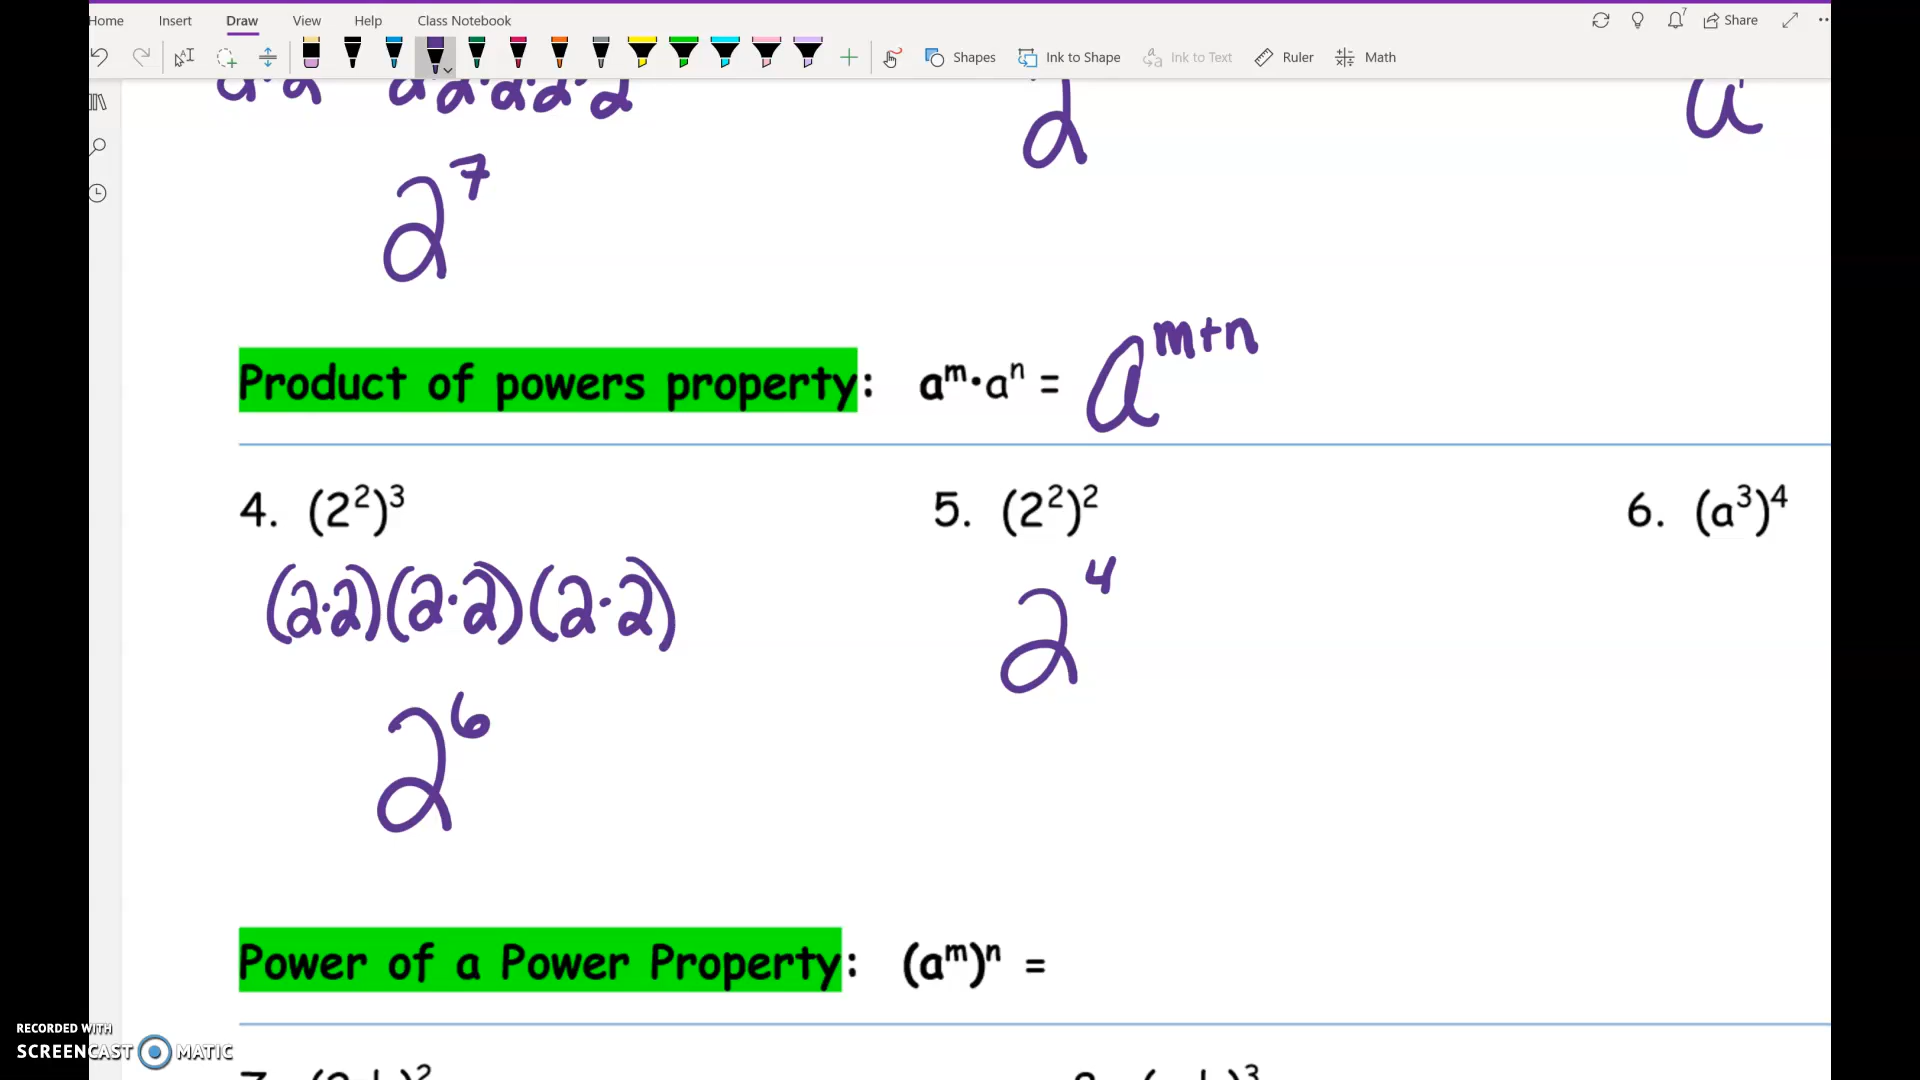 Home Insert Draw View Help Class Notebook 7 Share
Shapes Ink to Shape Ink to Text Ruler Math
2 a
2⁷
Product of powers property: aᵐ•aⁿ = aᵐ⁺ⁿ
4. (2²)³ 5. (2²)² 6. (a³)⁴
(2·2)(2·2)(2·2) 2⁴
2⁶
Power of a Power Property: (aᵐ)ⁿ =
RECORDED WITH
SCREENCAST MATIC